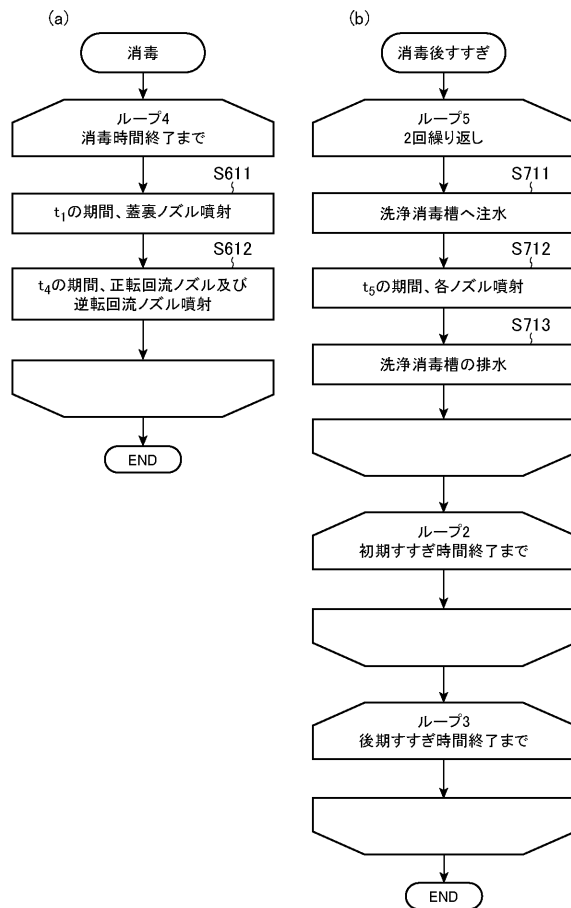 (a)
消毒
ループ4
消毒時間終了まで
S611
t₁の期間、蓋裏ノズル噴射
S612
t₄の期間、正転回流ノズル及び
逆転回流ノズル噴射
END
(b)
消毒後すすぎ
ループ5
2回繰り返し
S711
洗浄消毒槽へ注水
S712
t₅の期間、各ノズル噴射
S713
洗浄消毒槽の排水
ループ2
初期すすぎ時間終了まで
ループ3
後期すすぎ時間終了まで
END